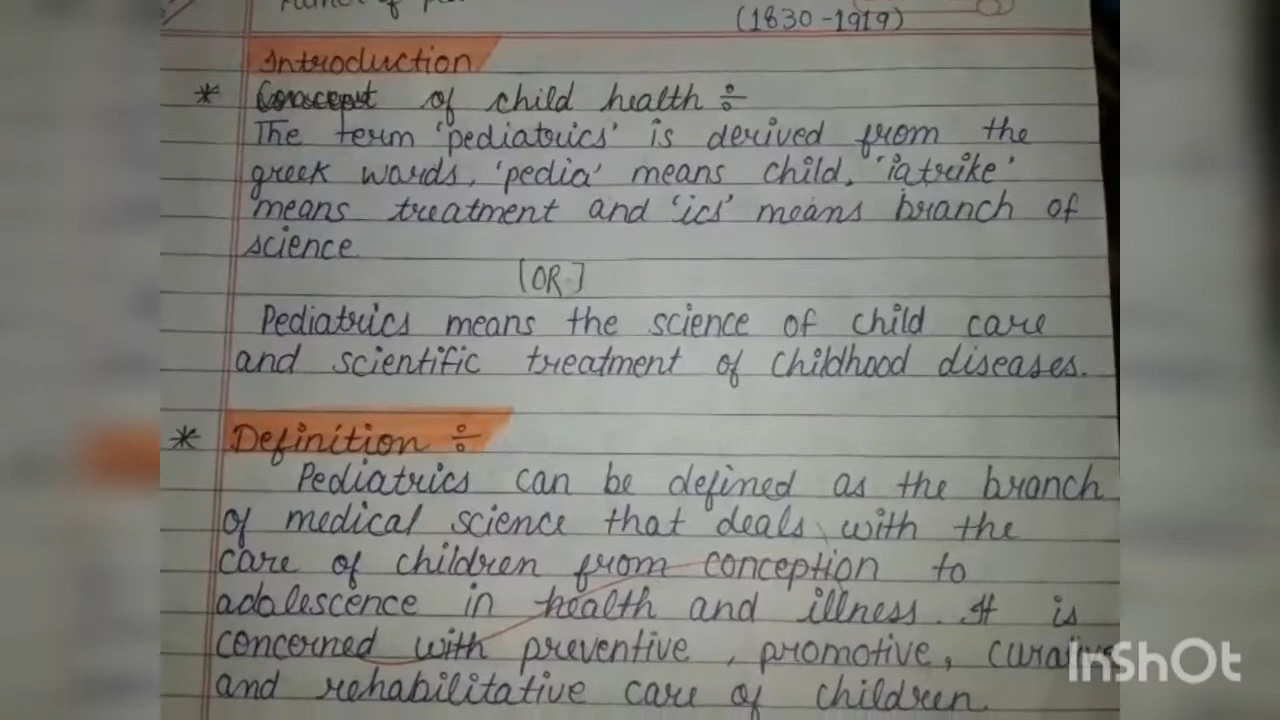 (1830-1919)
Introduction
* Concept of child health ÷
The term 'pediatrics' is derived from the
greek words, 'pedia' means child, 'iatrike'
means treatment and 'ics' means branch of
science.
[OR]
Pediatrics means the science of child care
and scientific treatment of childhood diseases.
* Definition ÷
Pediatrics can be defined as the branch
of medical science that deals with the
care of children from conception to
adolescence in health and illness. It is
concerned with preventive, promotive, curative
and rehabilitative care of children.
InShOt